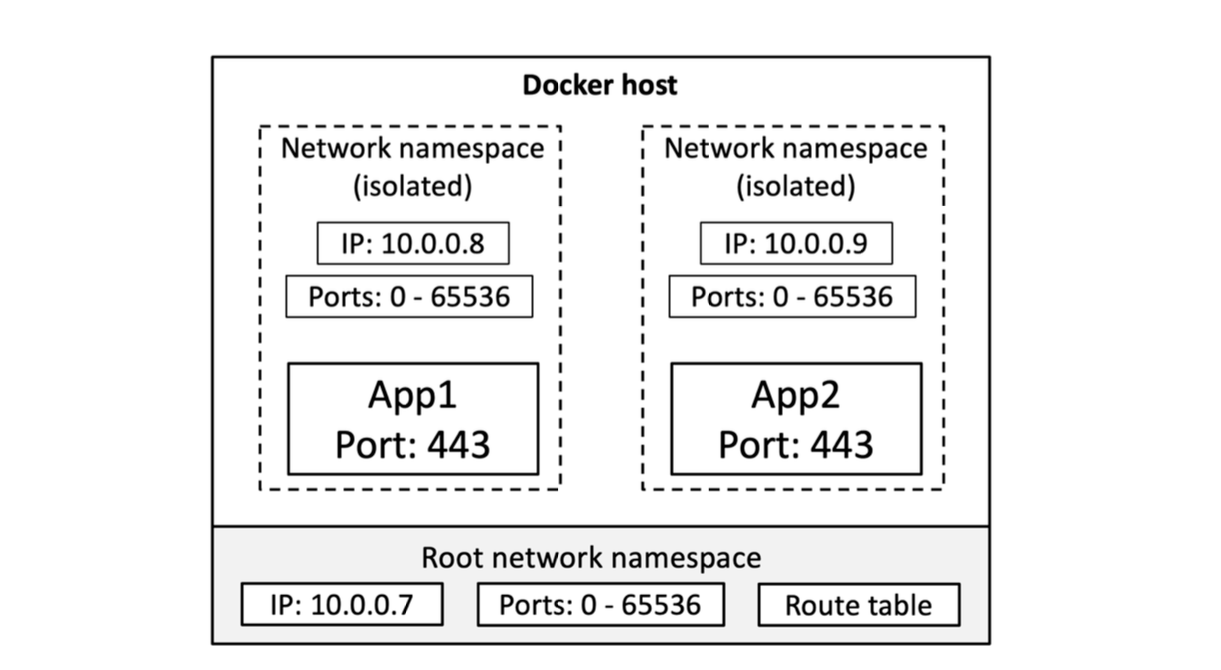 Docker host
Network namespace
(isolated)
IP: 10.0.0.8
Ports: 0 - 65536
App1
Port: 443
Network namespace
(isolated)
IP: 10.0.0.9
Ports: 0 - 65536
App2
Port: 443
Root network namespace
IP: 10.0.0.7
Ports: 0 - 65536
Route table